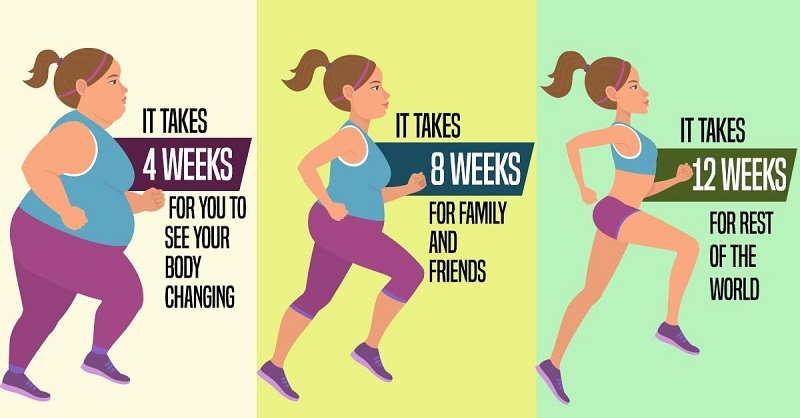 IT TAKES
4 WEEKS
FOR YOU TO
SEE YOUR
BODY
CHANGING
IT TAKES
8 WEEKS
FOR FAMILY
AND
FRIENDS
IT TAKES
12 WEEKS
FOR REST
OF THE
WORLD